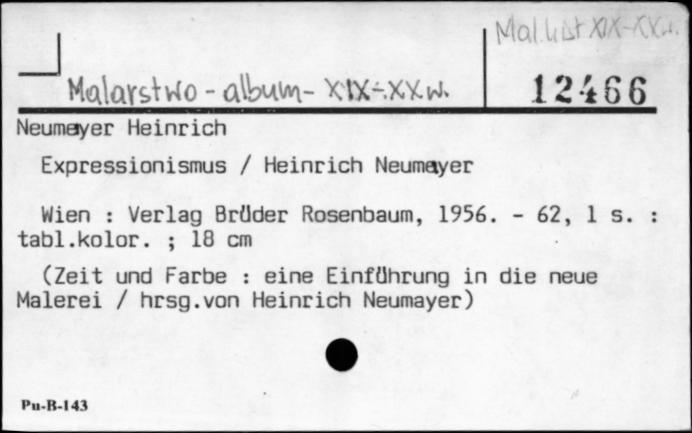 Mal. XIX-XX w.
Malarstwo - album - XIX-XX w.
12466
Neumayer Heinrich
Expressionismus / Heinrich Neumayer
Wien : Verlag Brüder Rosenbaum, 1956. - 62, 1 s. :
tabl.kolor. ; 18 cm
(Zeit und Farbe : eine Einführung in die neue
Malerei / hrsg.von Heinrich Neumayer)
Pu-B-143